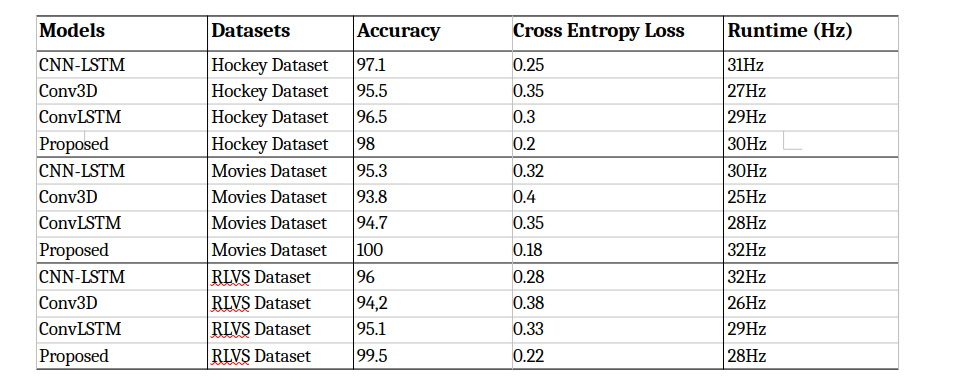 Models Datasets Accuracy Cross Entropy Loss Runtime (Hz)
CNN-LSTM Hockey Dataset 97.1 0.25 31Hz
Conv3D Hockey Dataset 95.5 0.35 27Hz
ConvLSTM Hockey Dataset 96.5 0.3 29Hz
Proposed Hockey Dataset 98 0.2 30Hz
CNN-LSTM Movies Dataset 95.3 0.32 30Hz
Conv3D Movies Dataset 93.8 0.4 25Hz
ConvLSTM Movies Dataset 94.7 0.35 28Hz
Proposed Movies Dataset 100 0.18 32Hz
CNN-LSTM RLVS Dataset 96 0.28 32Hz
Conv3D RLVS Dataset 94,2 0.38 26Hz
ConvLSTM RLVS Dataset 95.1 0.33 29Hz
Proposed RLVS Dataset 99.5 0.22 28Hz